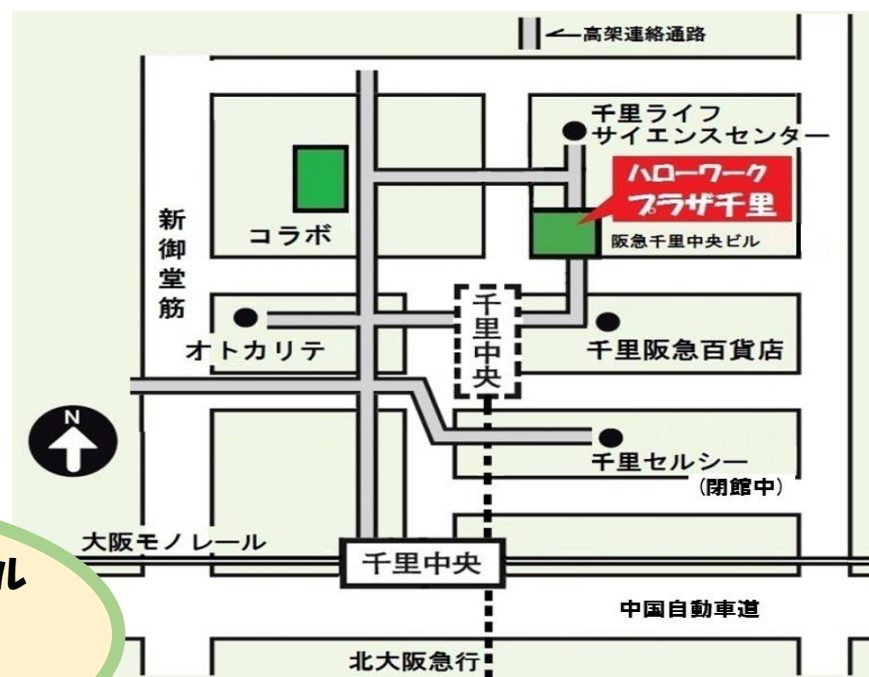 高架連絡通路
千里ライフ
サイエンスセンター
ハローワーク
プラザ千里
阪急千里中央ビル
コラボ
新御堂筋
千里中央
オトカリテ
千里阪急百貨店
N
千里セルシー
(閉館中)
大阪モノレール
ル
千里中央
中国自動車道
北大阪急行